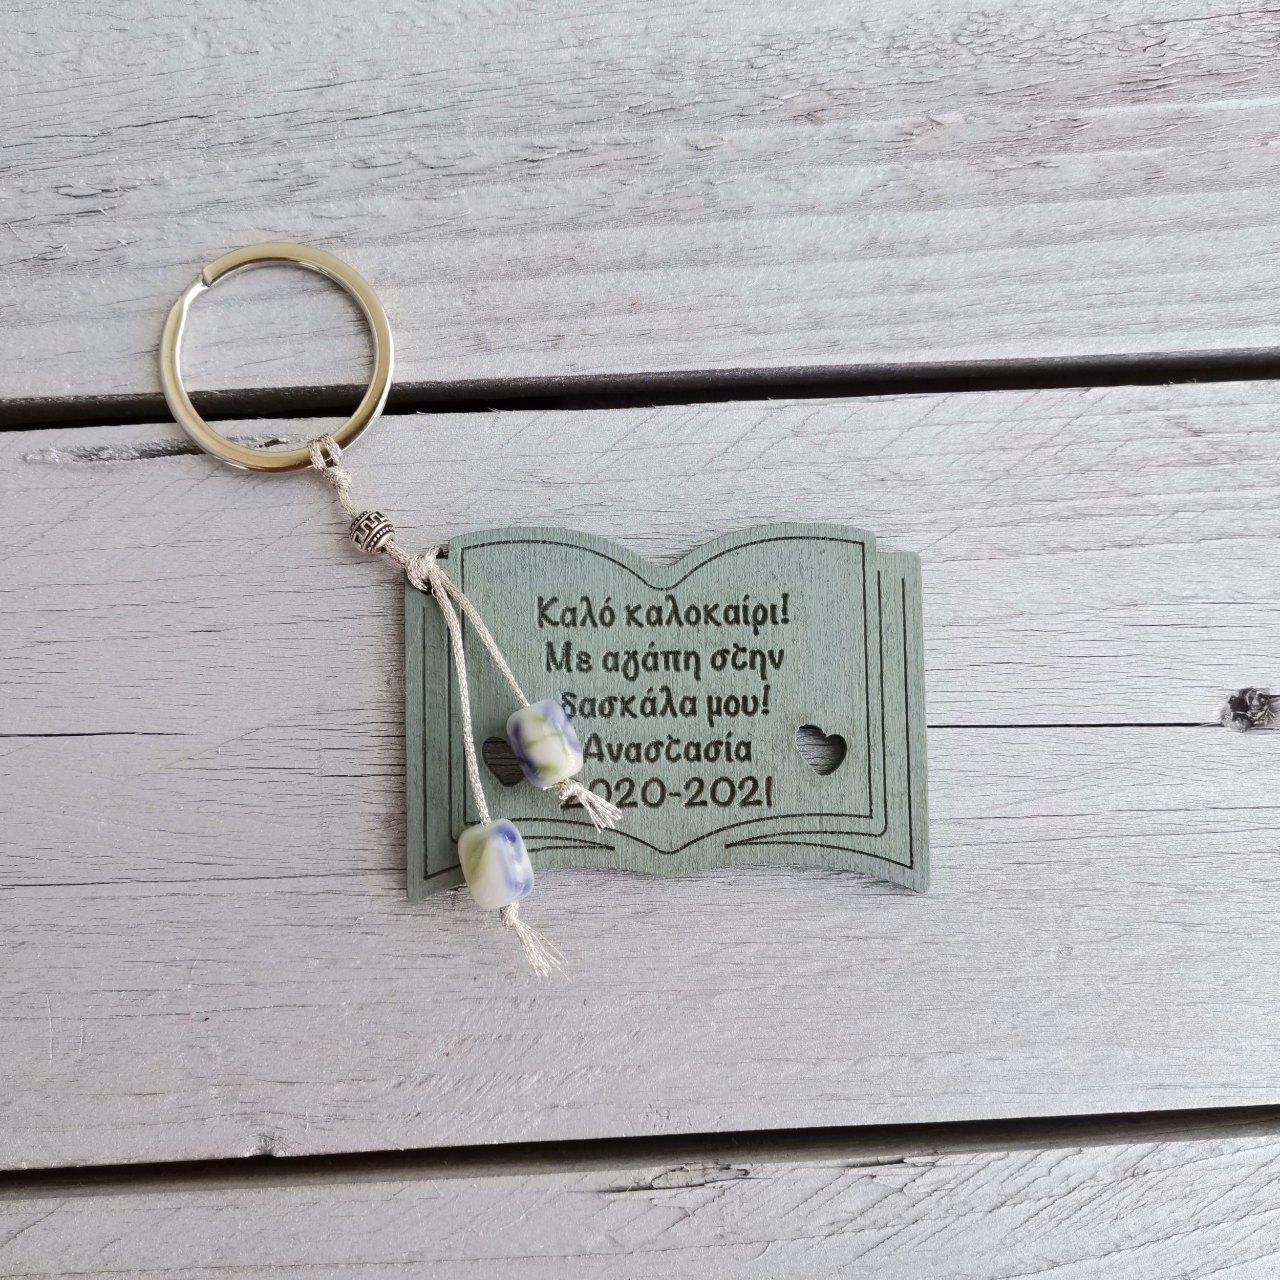 Καλό καλοκαίρι!
Με αγάπη στην
δασκάλα μου!
Αναστασία
2020-2021